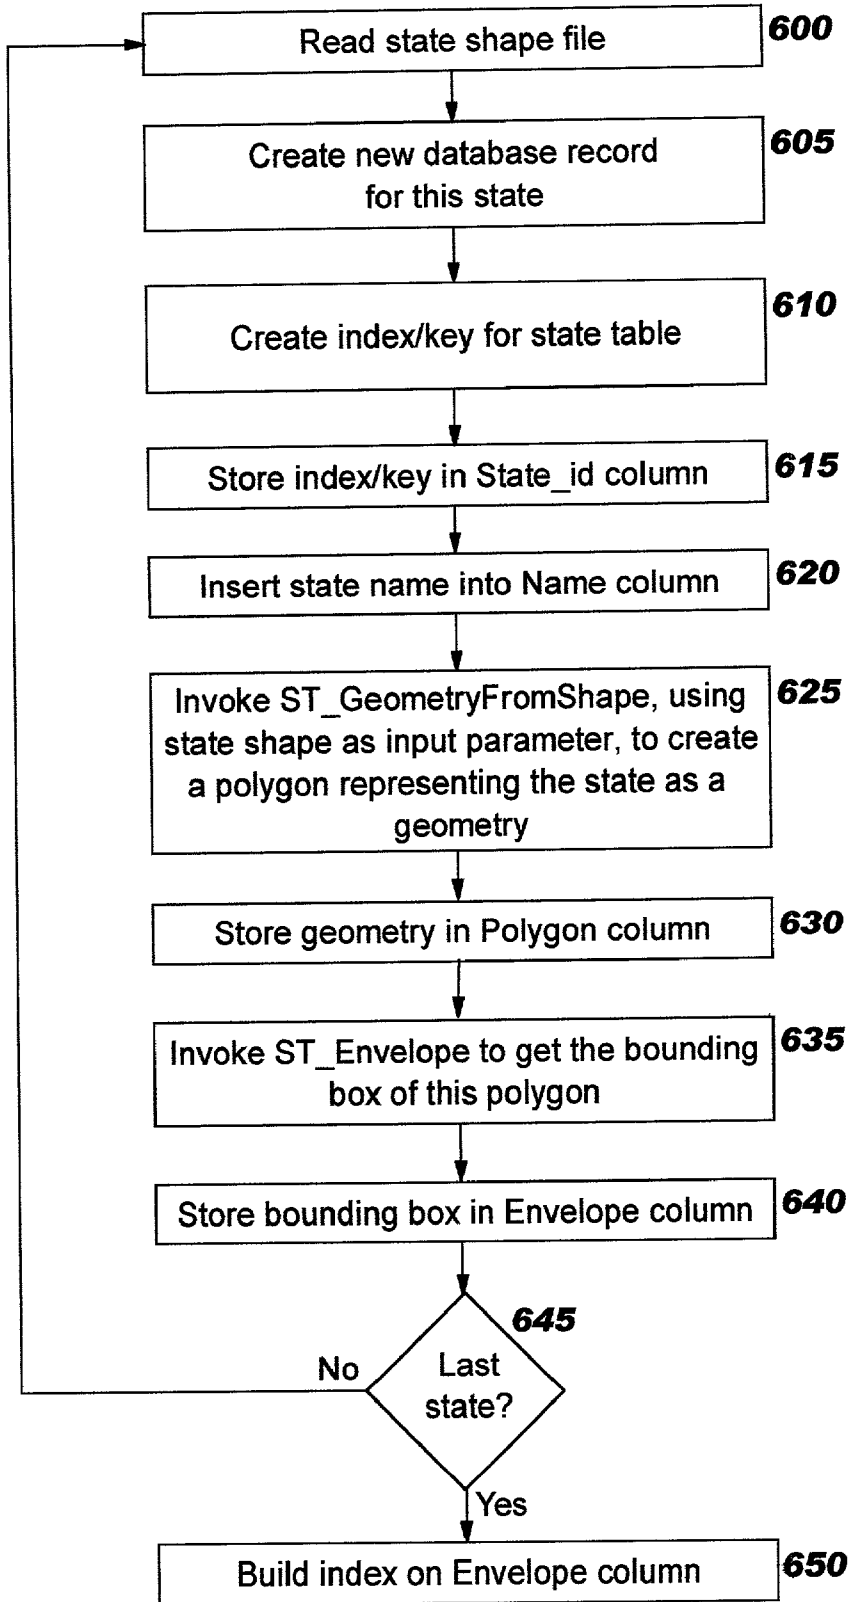 Read state shape file
600
Create new database record
for this state
605
Create index/key for state table
610
Store index/key in State_id column
615
Insert state name into Name column
620
Invoke ST_GeometryFromShape, using
state shape as input parameter, to create
a polygon representing the state as a
geometry
625
Store geometry in Polygon column
630
Invoke ST_Envelope to get the bounding
box of this polygon
635
Store bounding box in Envelope column
640
645
Last
state?
No
Yes
Build index on Envelope column
650